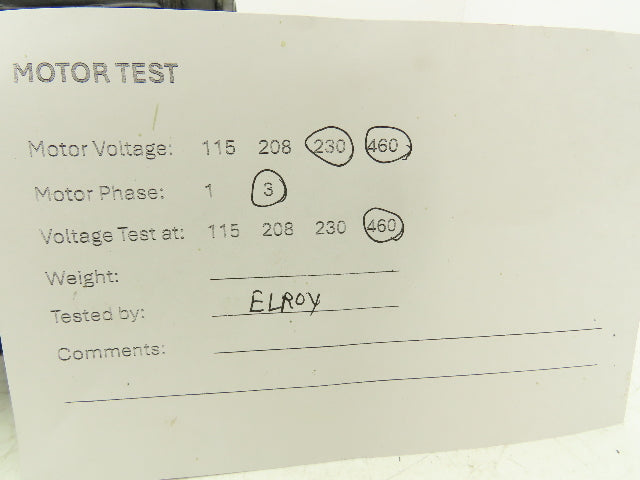 MOTOR TEST
Motor Voltage: 115 208 230 460
Motor Phase: 1 3
Voltage Test at: 115 208 230 460
Weight:
Tested by: ELROY
Comments: